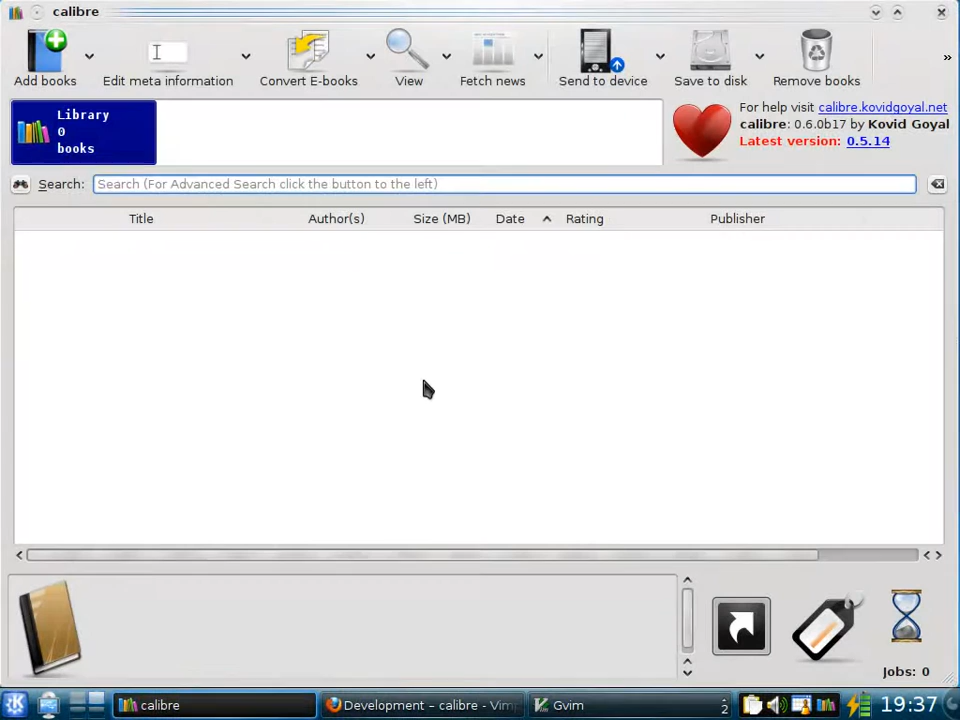 calibre
Add books
Edit meta information
Convert E-books
View
Fetch news
Send to device
Save to disk
Remove books
»
Library
0
books
For help visit calibre.kovidgoyal.net
calibre: 0.6.0b17 by Kovid Goyal
Latest version: 0.5.14
Search:
Search (For Advanced Search click the button to the left)
Title
Author(s)
Size (MB)
Date
Rating
Publisher
Jobs: 0
calibre
Development – calibre - Vimp
Gvim
2
19:37